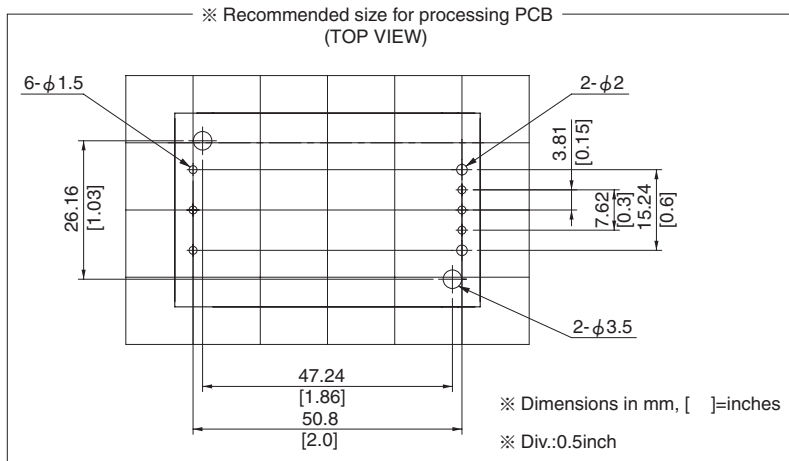 ※ Recommended size for processing PCB
(TOP VIEW)
6-ϕ1.5
2-ϕ2
3.81
[0.15]
26.16
[1.03]
7.62
[0.3]
15.24
[0.6]
2-ϕ3.5
47.24
[1.86]
50.8
[2.0]
※ Dimensions in mm, [ ]=inches
※ Div.:0.5inch